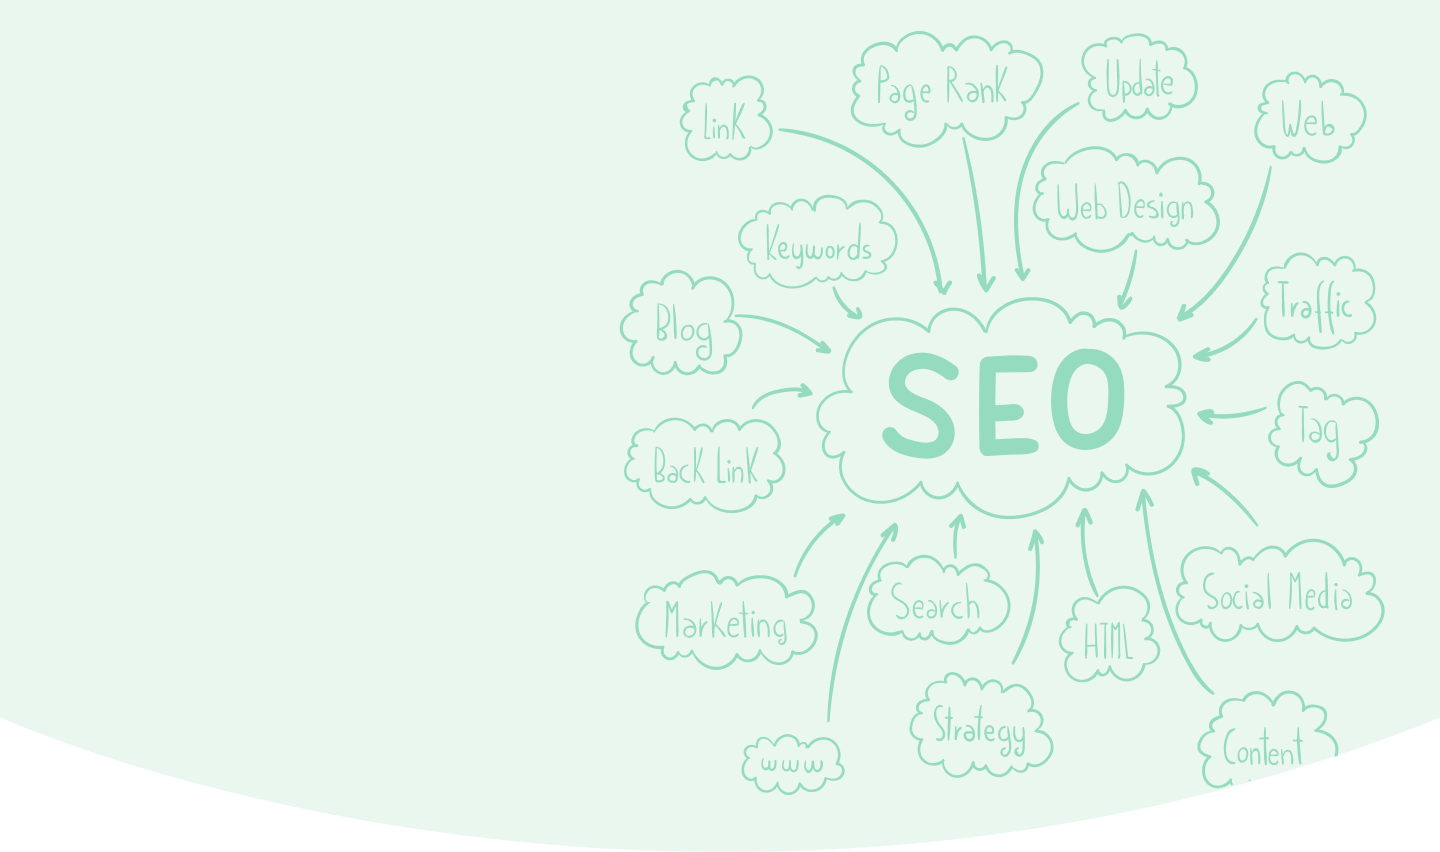 Page Rank
Update
Link
Web
Web Design
Keywords
Traffic
Blog
SEO
Tag
Back Link
Search
Social Media
Marketing
HTML
Strategy
Content
www